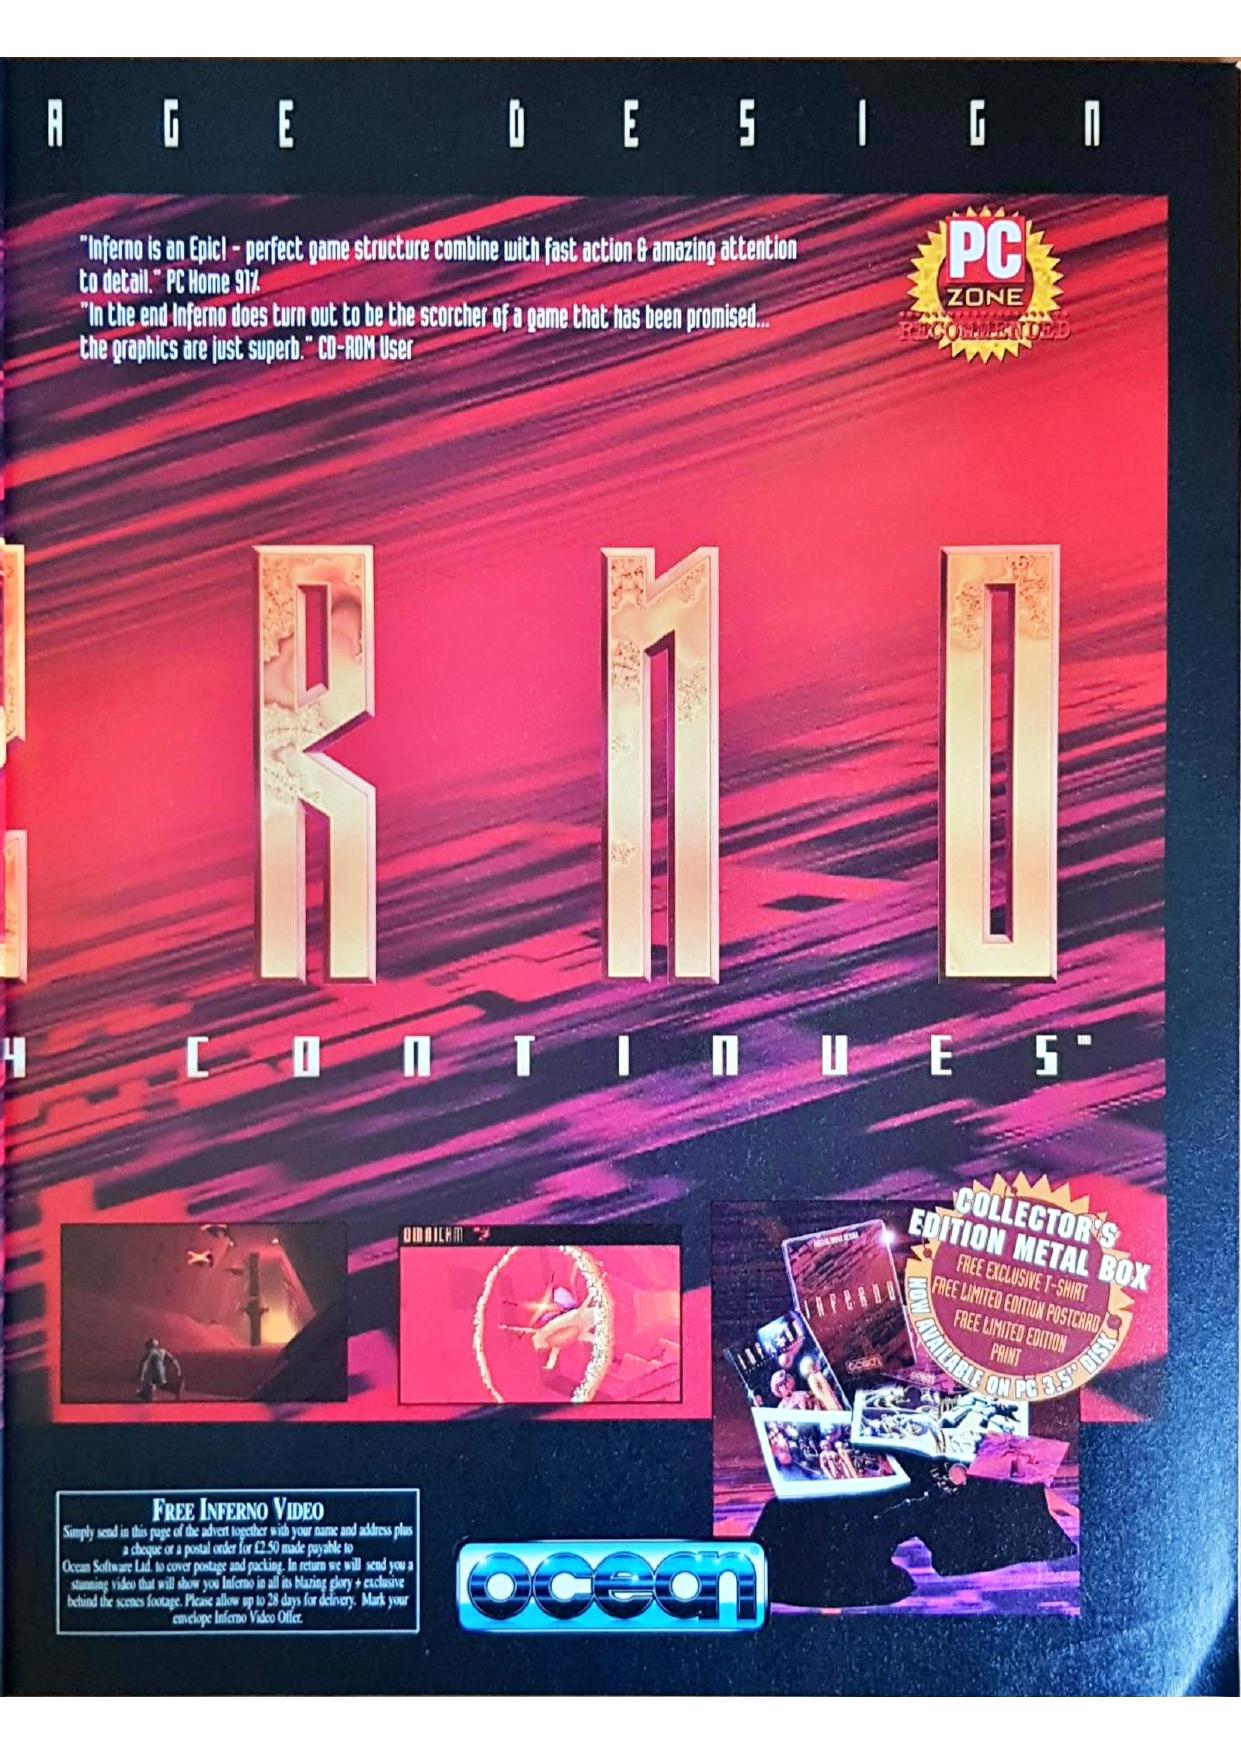 AGE DESIGN
"Inferno is an Epic! - perfect game structure combine with fast action & amazing attention
to detail." PC Home 91%
"In the end Inferno does turn out to be the scorcher of a game that has been promised...
the graphics are just superb." CD-ROM User
PC
ZONE
RECOMMENDED
RNO
Y CONTINUES™
COLLECTOR'S
EDITION METAL BOX
FREE EXCLUSIVE T-SHIRT
FREE LIMITED EDITION POSTCARD
FREE LIMITED EDITION
PRINT
NOW AVAILABLE ON PC 3.5" DISK
INFERNO
ocean
FREE INFERNO VIDEO
Simply send in this page of the advert together with your name and address plus
a cheque or a postal order for £2.50 made payable to
Ocean Software Ltd. to cover postage and packing. In return we will send you a
stunning video that will show you Inferno in all its blazing glory + exclusive
behind the scenes footage. Please allow up to 28 days for delivery. Mark your
envelope Inferno Video Offer.
ocean